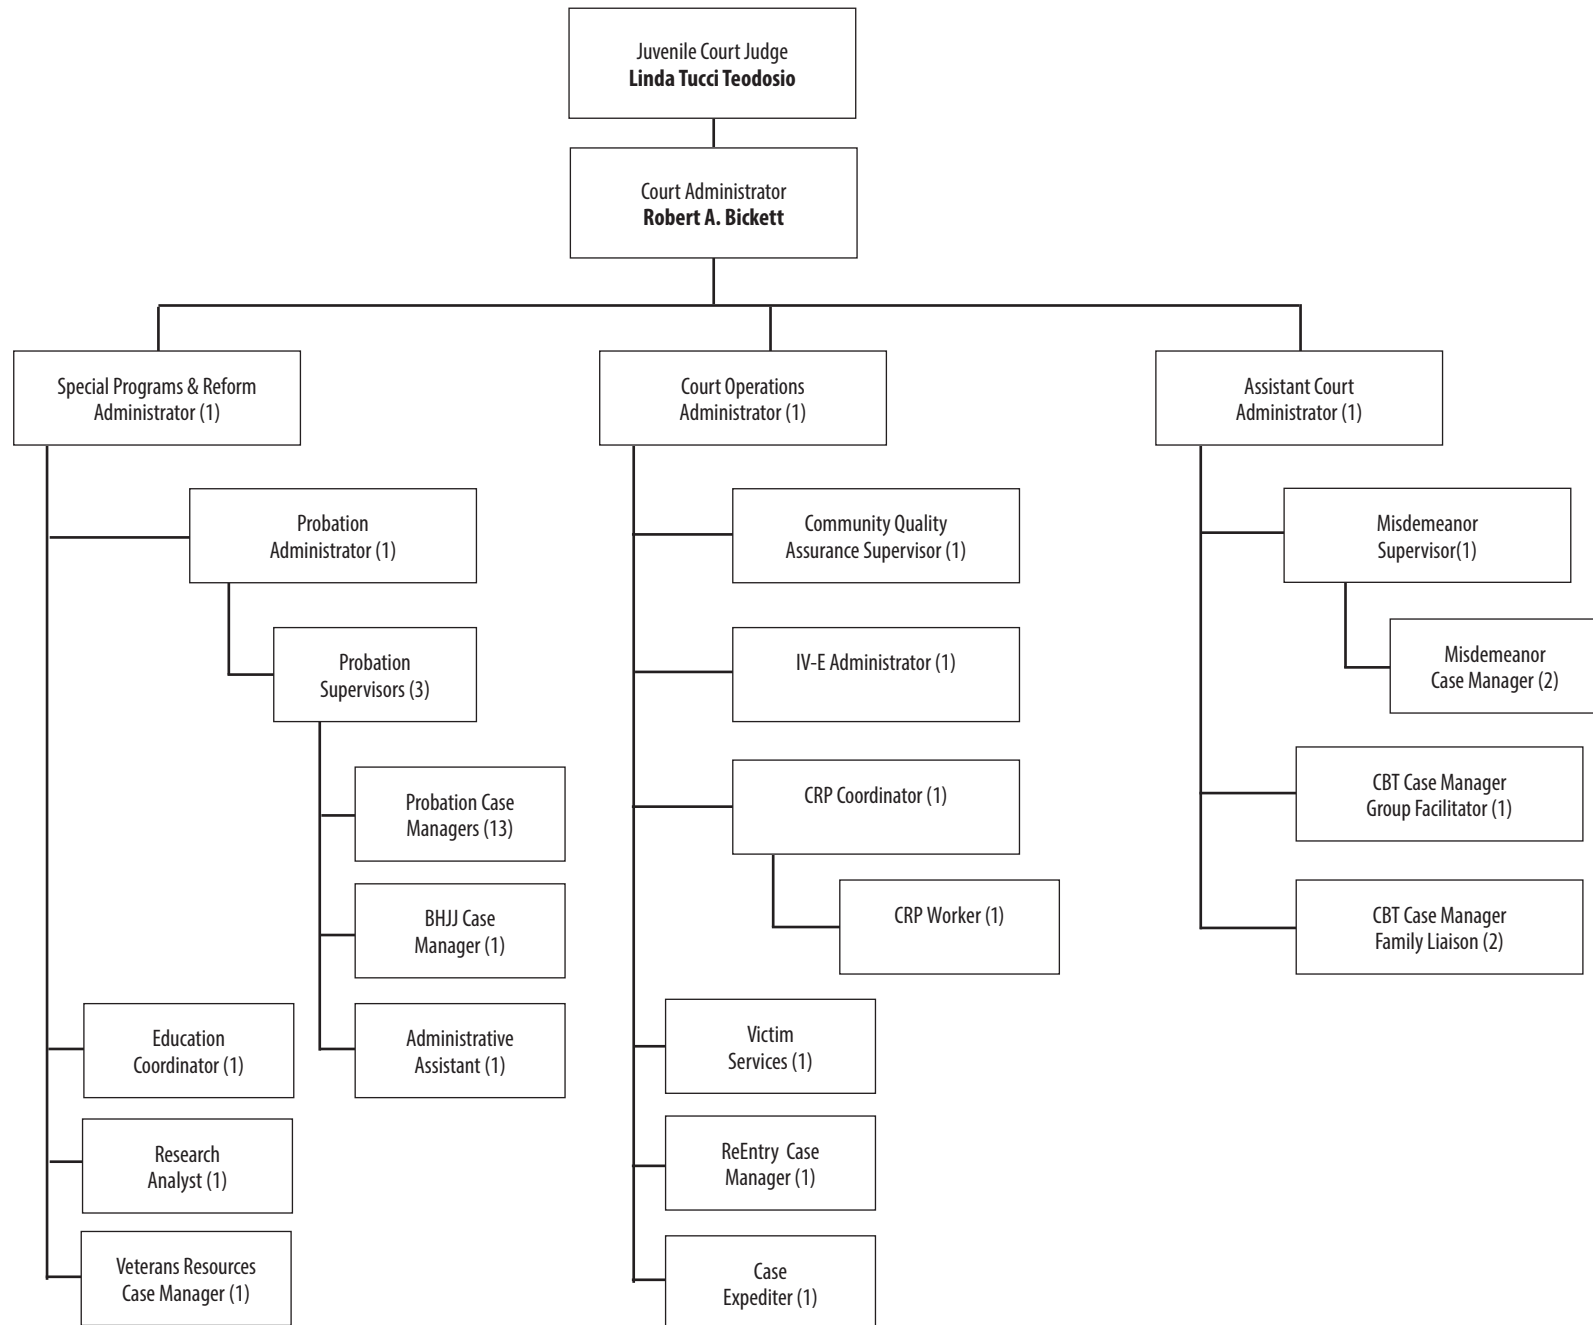 Juvenile Court Judge
Linda Tucci Teodosio
Court Administrator
Robert A. Bickett
Special Programs & Reform
Administrator (1)
Probation
Administrator (1)
Probation
Supervisors (3)
Probation Case
Managers (13)
BHJJ Case
Manager (1)
Administrative
Assistant (1)
Education
Coordinator (1)
Research
Analyst (1)
Veterans Resources
Case Manager (1)
Court Operations
Administrator (1)
Community Quality
Assurance Supervisor (1)
IV-E Administrator (1)
CRP Coordinator (1)
CRP Worker (1)
Victim
Services (1)
ReEntry Case
Manager (1)
Case
Expediter (1)
Assistant Court
Administrator (1)
Misdemeanor
Supervisor(1)
Misdemeanor
Case Manager (2)
CBT Case Manager
Group Facilitator (1)
CBT Case Manager
Family Liaison (2)